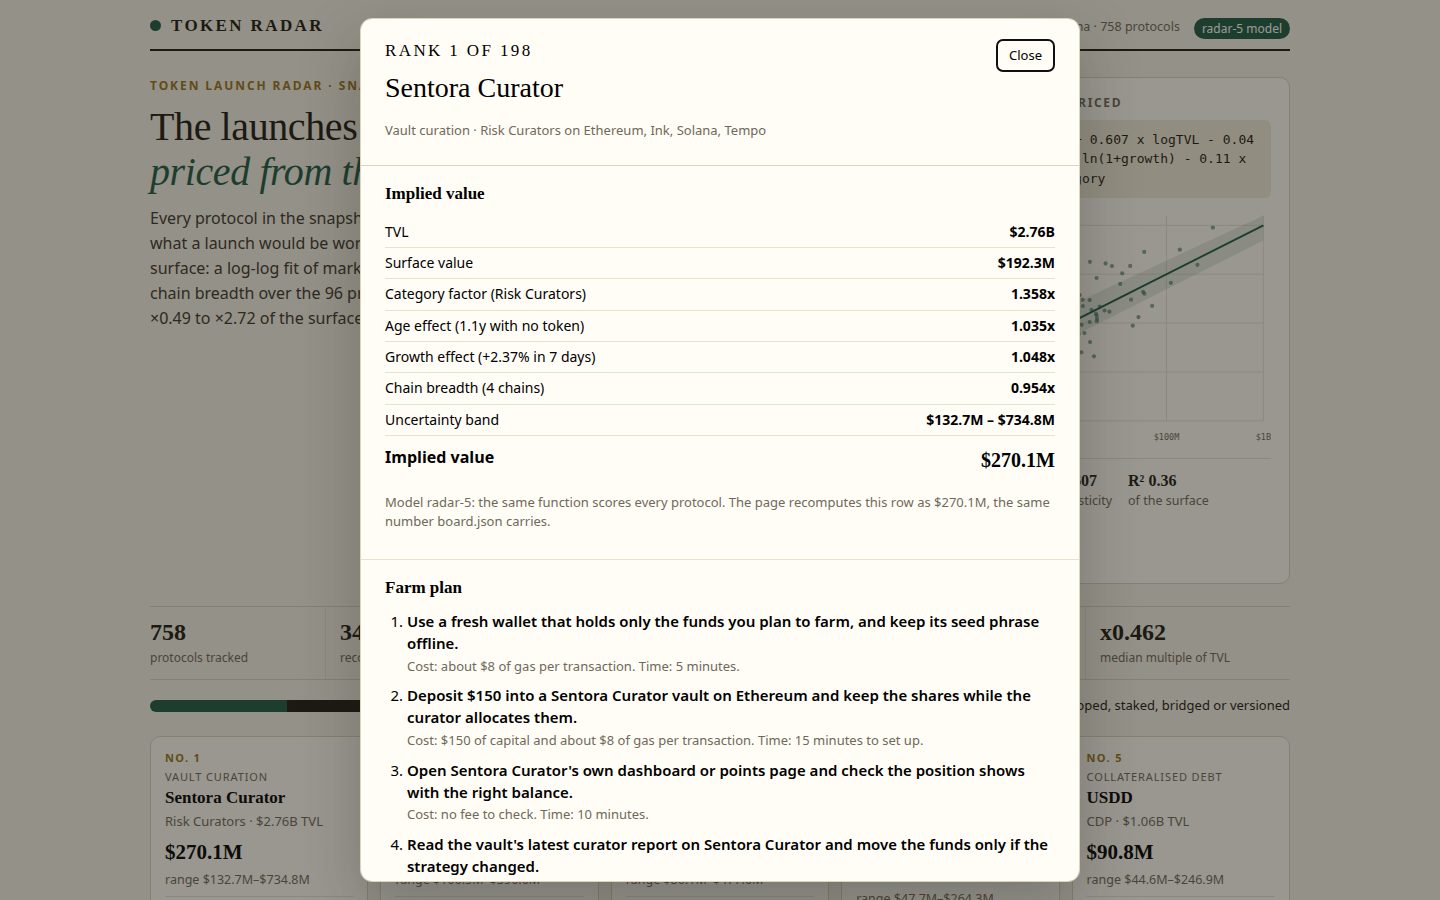 TOKEN RADAR
758 protocols
radar-5 model
TOKEN LAUNCH RADAR ·
The launches
priced from
Every protocol in the
what a launch would be
surface: a log-log fit of
chain breadth over the 96
×0.49 to ×2.72 of the surface
0.607 x logTVL - 0.04
ln(1+growth) - 0.11 x
$100M
$1B
R² 0.36
of the surface
RANK 1 OF 198
Close
Sentora Curator
Vault curation · Risk Curators on Ethereum, Ink, Solana, Tempo
Implied value
TVL
$2.76B
Surface value
$192.3M
Category factor (Risk Curators)
1.358x
Age effect (1.1y with no token)
1.035x
Growth effect (+2.37% in 7 days)
1.048x
Chain breadth (4 chains)
0.954x
Uncertainty band
$132.7M – $734.8M
Implied value
$270.1M
Model radar-5: the same function scores every protocol. The page recomputes this row as $270.1M, the same
number board.json carries.
Farm plan
1. Use a fresh wallet that holds only the funds you plan to farm, and keep its seed phrase
offline.
Cost: about $8 of gas per transaction. Time: 5 minutes.
2. Deposit $150 into a Sentora Curator vault on Ethereum and keep the shares while the
curator allocates them.
Cost: $150 of capital and about $8 of gas per transaction. Time: 15 minutes to set up.
3. Open Sentora Curator's own dashboard or points page and check the position shows
with the right balance.
Cost: no fee to check. Time: 10 minutes.
4. Read the vault's latest curator report on Sentora Curator and move the funds only if the
strategy changed.
758
protocols tracked
x0.462
median multiple of TVL
staked, bridged or versioned
NO. 1
VAULT CURATION
Sentora Curator
Risk Curators · $2.76B TVL
$270.1M
range $132.7M–$734.8M
NO. 5
COLLATERALISED DEBT
USDD
CDP · $1.06B TVL
$90.8M
range $44.6M–$246.9M